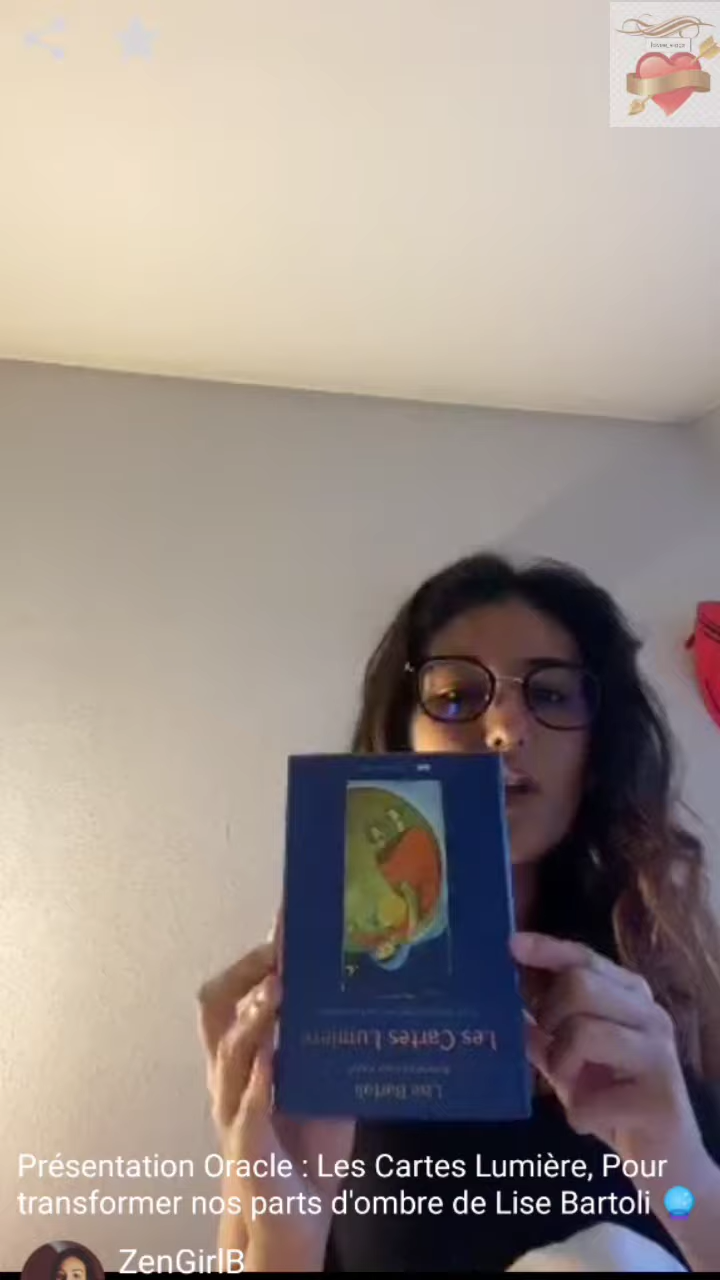 Les Cartes Lumière
Lise Bartoli
Présentation Oracle : Les Cartes Lumière, Pour
transformer nos parts d'ombre de Lise Bartoli
ZenGirlB